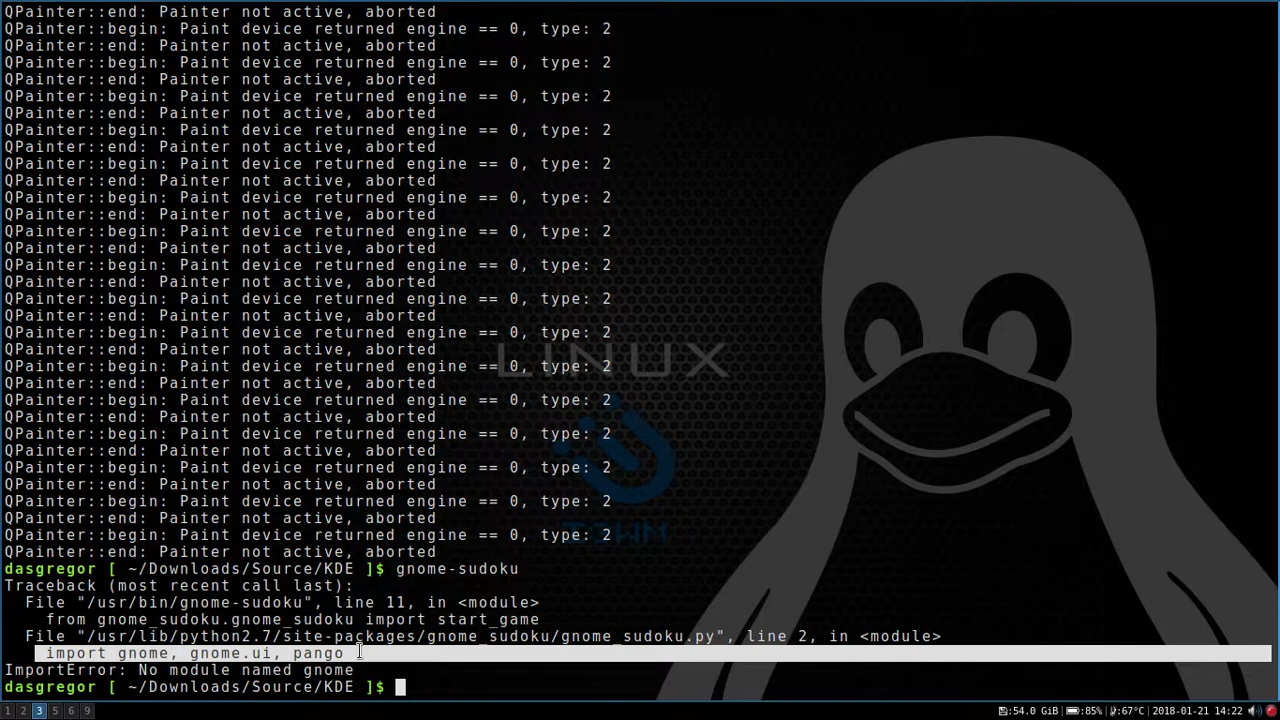 QPainter::end: Painter not active, aborted
QPainter::begin: Paint device returned engine == 0, type: 2
QPainter::end: Painter not active, aborted
QPainter::begin: Paint device returned engine == 0, type: 2
QPainter::end: Painter not active, aborted
QPainter::begin: Paint device returned engine == 0, type: 2
QPainter::end: Painter not active, aborted
QPainter::begin: Paint device returned engine == 0, type: 2
QPainter::end: Painter not active, aborted
QPainter::begin: Paint device returned engine == 0, type: 2
QPainter::end: Painter not active, aborted
QPainter::begin: Paint device returned engine == 0, type: 2
QPainter::end: Painter not active, aborted
QPainter::begin: Paint device returned engine == 0, type: 2
QPainter::end: Painter not active, aborted
QPainter::begin: Paint device returned engine == 0, type: 2
QPainter::end: Painter not active, aborted
QPainter::begin: Paint device returned engine == 0, type: 2
QPainter::end: Painter not active, aborted
QPainter::begin: Paint device returned engine == 0, type: 2
QPainter::end: Painter not active, aborted
LINUX
QPainter::begin: Paint device returned engine == 0, type: 2
QPainter::end: Painter not active, aborted
QPainter::begin: Paint device returned engine == 0, type: 2
QPainter::end: Painter not active, aborted
QPainter::begin: Paint device returned engine == 0, type: 2
QPainter::end: Painter not active, aborted
QPainter::begin: Paint device returned engine == 0, type: 2
QPainter::end: Painter not active, aborted
QPainter::begin: Paint device returned engine == 0, type: 2
QPainter::end: Painter not active, aborted
QPainter::begin: Paint device returned engine == 0, type: 2
QPainter::end: Painter not active, aborted
dasgregor [ ~/Downloads/Source/KDE ]$ gnome-sudoku
Traceback (most recent call last):
File "/usr/bin/gnome-sudoku", line 11, in <module>
from gnome_sudoku.gnome_sudoku import start_game
File "/usr/lib/python2.7/site-packages/gnome_sudoku/gnome_sudoku.py", line 2, in <module>
import gnome, gnome.ui, pango
ImportError: No module named gnome
dasgregor [ ~/Downloads/Source/KDE ]$
1 2 3 5 6 9 :54.0 GiB :85% :67°C 2018-01-21 14:22